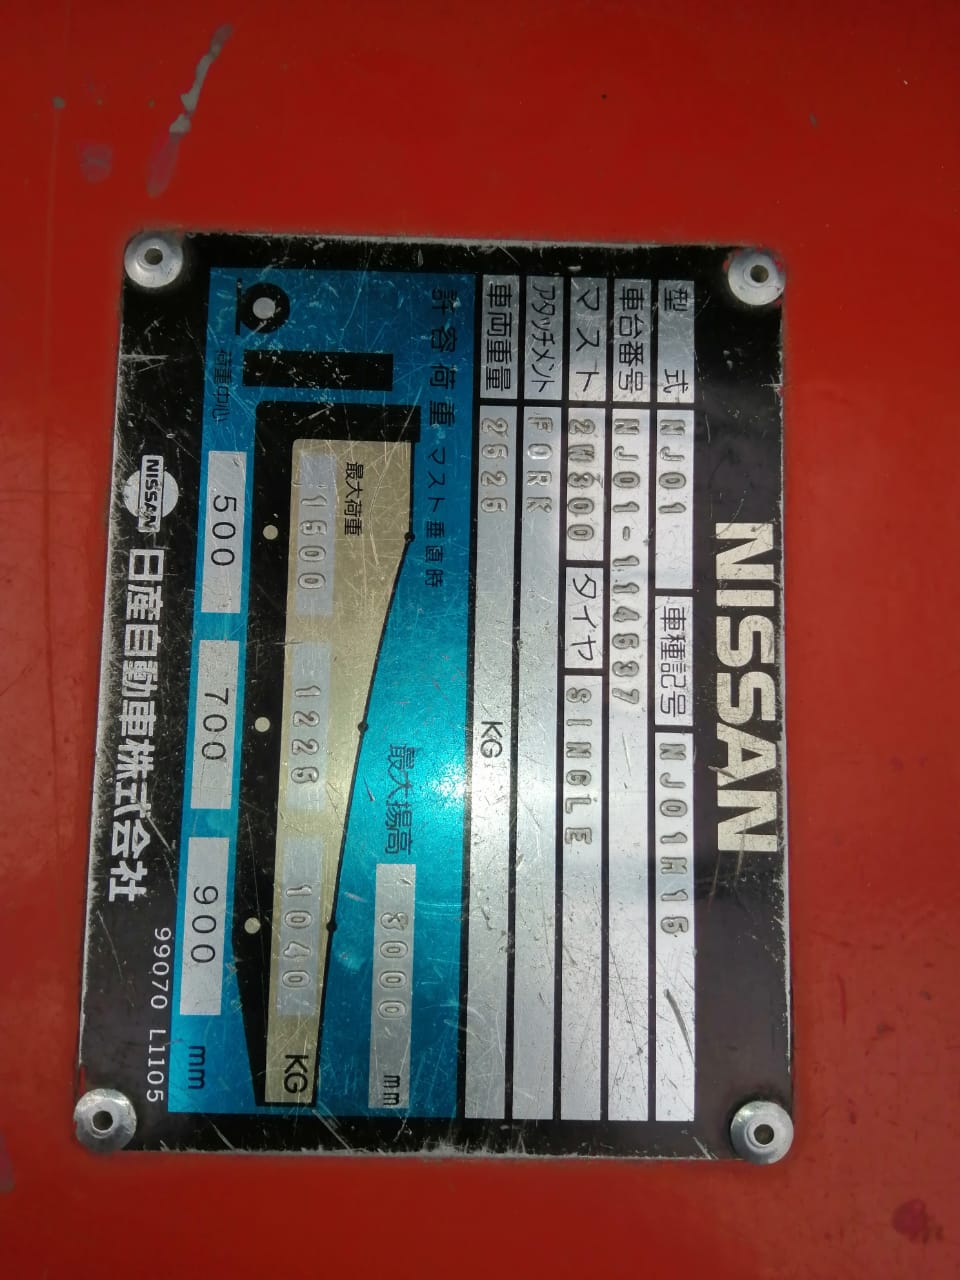 NISSAN
型式 NJ01 車種記号 NJ01M15
車台番号 NJ01-114637
マスト 2W300 タイヤ SINGLE
アタッチメント FORK
車両重量 2626 KG
許容荷重 マスト垂直時
最大揚高 3000 mm
最大荷重
1500 1226 1040 KG
荷重中心 500 700 900 mm
NISSAN 日産自動車株式会社
99070 L1105